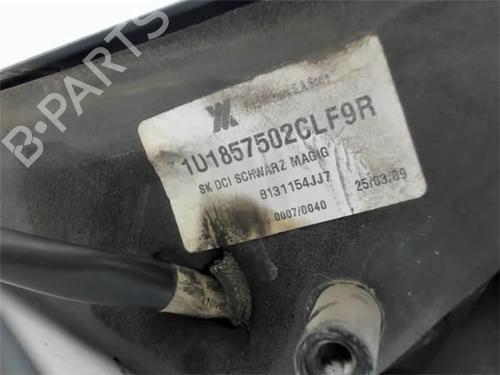 1U1857502CLF9R
SK DCI SCHWARZ MAGIG
8131154JJ7 25/03/09
0007/0040
B-PARTS